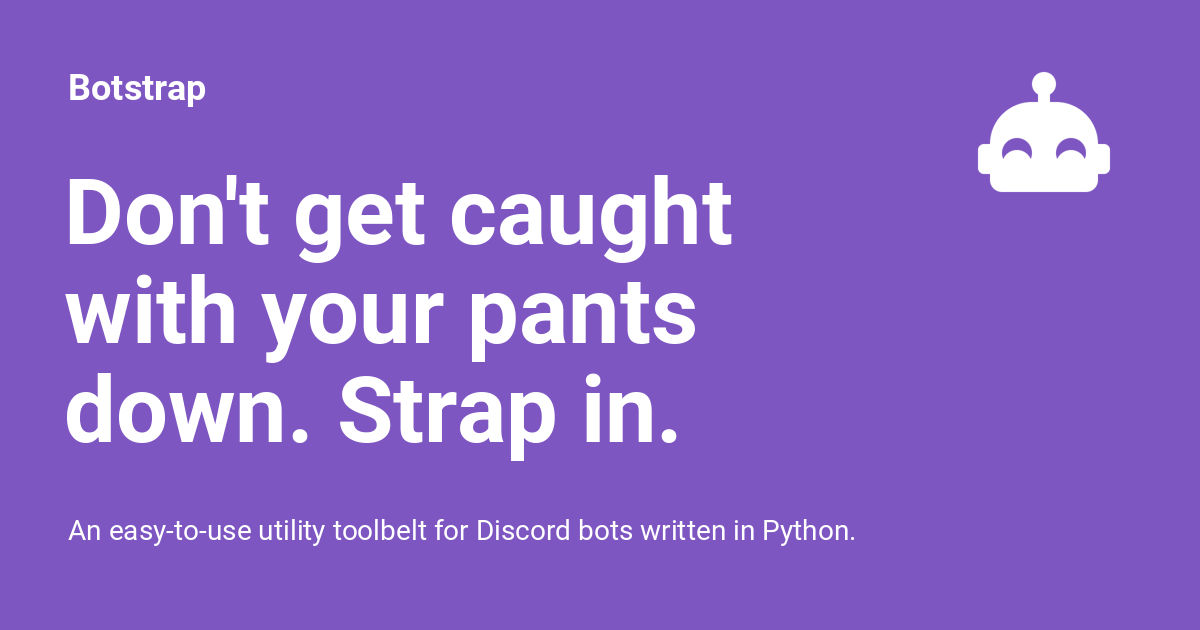 Botstrap
Don't get caught
with your pants
down. Strap in.
An easy-to-use utility toolbelt for Discord bots written in Python.